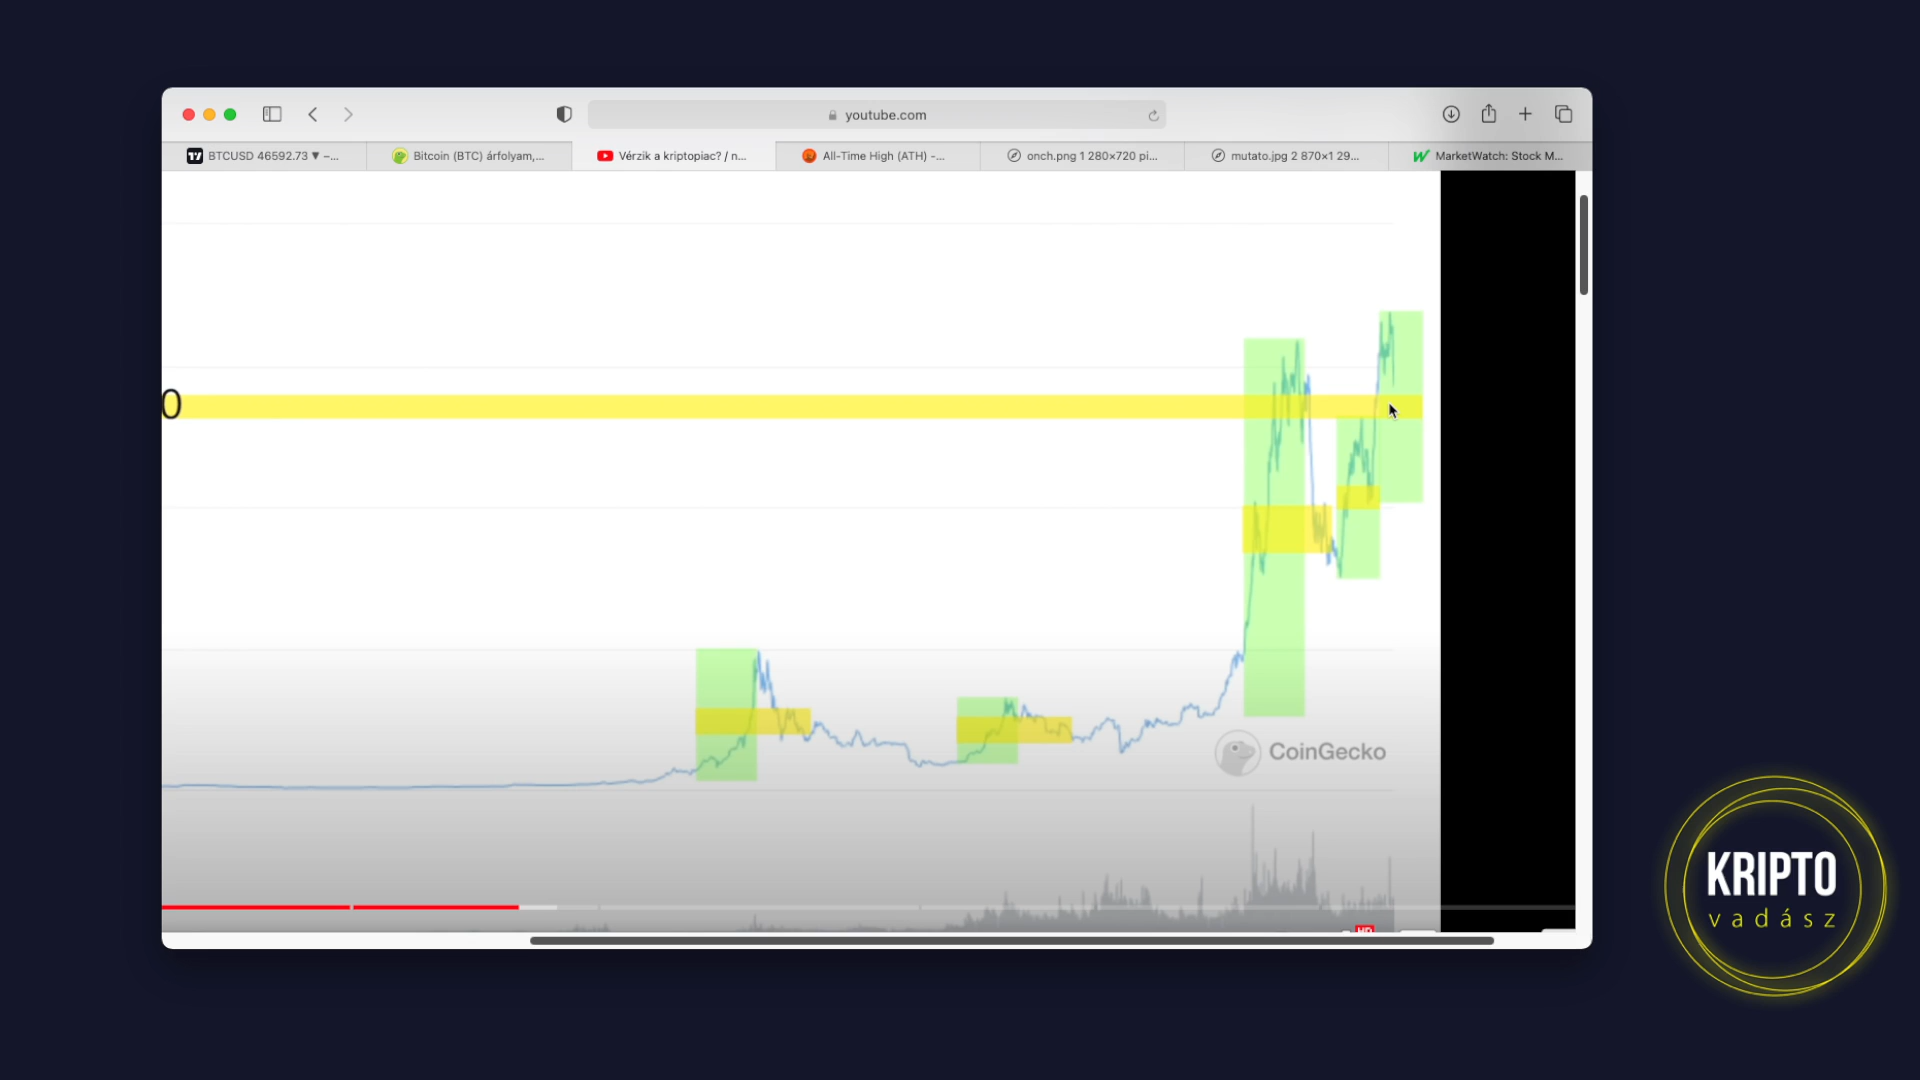 youtube.com
BTCUSD 46592.73 ▼ –...
Bitcoin (BTC) árfolyam,...
Vérzik a kriptopiac? / n...
All-Time High (ATH) -...
onch.png 1 280×720 pi...
mutato.jpg 2 870×1 29...
MarketWatch: Stock M...
0
CoinGecko
HD
KRIPTO
vadász